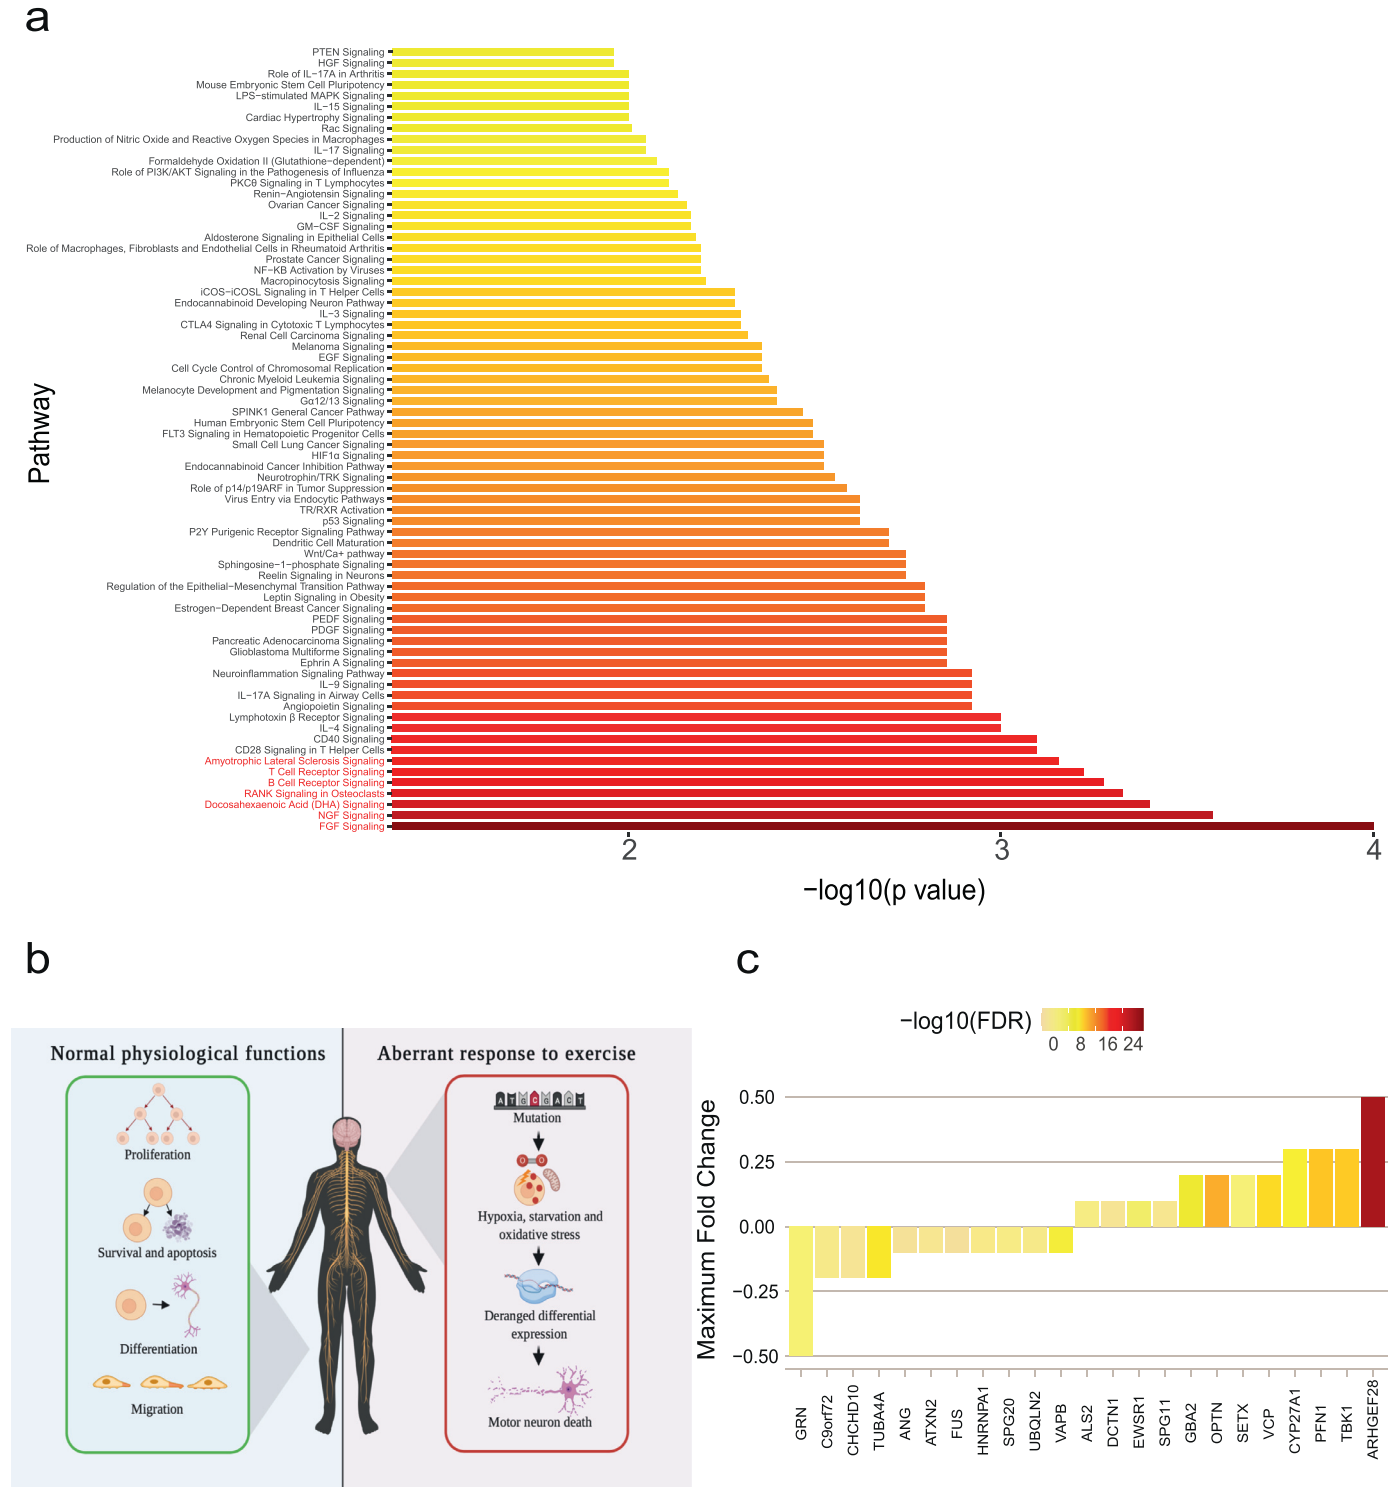 a
PTEN Signaling
HGF Signaling
Role of IL−17A in Arthritis
Mouse Embryonic Stem Cell Pluripotency
LPS−stimulated MAPK Signaling
IL−15 Signaling
Cardiac Hypertrophy Signaling
Rac Signaling
Production of Nitric Oxide and Reactive Oxygen Species in Macrophages
IL−17 Signaling
Formaldehyde Oxidation II (Glutathione−dependent)
Role of PI3K/AKT Signaling in the Pathogenesis of Influenza
PKCθ Signaling in T Lymphocytes
Renin−Angiotensin Signaling
Ovarian Cancer Signaling
IL−2 Signaling
GM−CSF Signaling
Aldosterone Signaling in Epithelial Cells
Role of Macrophages, Fibroblasts and Endothelial Cells in Rheumatoid Arthritis
Prostate Cancer Signaling
NF−KB Activation by Viruses
Macropinocytosis Signaling
iCOS−iCOSL Signaling in T Helper Cells
Endocannabinoid Developing Neuron Pathway
IL−3 Signaling
CTLA4 Signaling in Cytotoxic T Lymphocytes
Renal Cell Carcinoma Signaling
Melanoma Signaling
EGF Signaling
Cell Cycle Control of Chromosomal Replication
Chronic Myeloid Leukemia Signaling
Melanocyte Development and Pigmentation Signaling
Gα12/13 Signaling
SPINK1 General Cancer Pathway
Human Embryonic Stem Cell Pluripotency
FLT3 Signaling in Hematopoietic Progenitor Cells
Small Cell Lung Cancer Signaling
HIF1α Signaling
Endocannabinoid Cancer Inhibition Pathway
Neurotrophin/TRK Signaling
Role of p14/p19ARF in Tumor Suppression
Virus Entry via Endocytic Pathways
TR/RXR Activation
p53 Signaling
P2Y Purigenic Receptor Signaling Pathway
Dendritic Cell Maturation
Wnt/Ca+ pathway
Sphingosine−1−phosphate Signaling
Reelin Signaling in Neurons
Regulation of the Epithelial−Mesenchymal Transition Pathway
Leptin Signaling in Obesity
Estrogen−Dependent Breast Cancer Signaling
PEDF Signaling
PDGF Signaling
Pancreatic Adenocarcinoma Signaling
Glioblastoma Multiforme Signaling
Ephrin A Signaling
Neuroinflammation Signaling Pathway
IL−9 Signaling
IL−17A Signaling in Airway Cells
Angiopoietin Signaling
Lymphotoxin β Receptor Signaling
IL−4 Signaling
CD40 Signaling
CD28 Signaling in T Helper Cells
Amyotrophic Lateral Sclerosis Signaling
T Cell Receptor Signaling
B Cell Receptor Signaling
RANK Signaling in Osteoclasts
Docosahexaenoic Acid (DHA) Signaling
NGF Signaling
FGF Signaling
Pathway
2 3 4
−log10(p value)
b
Normal physiological functions
Proliferation
Survival and apoptosis
Differentiation
Migration
Aberrant response to exercise
A T G C G A C T
Mutation
O O
Hypoxia, starvation and
oxidative stress
Deranged differential
expression
Motor neuron death
c
−log10(FDR)
0 8 16 24
Maximum Fold Change
0.50
0.25
0.00
−0.25
−0.50
GRN
C9orf72
CHCHD10
TUBA4A
ANG
ATXN2
FUS
HNRNPA1
SPG20
UBQLN2
VAPB
ALS2
DCTN1
EWSR1
SPG11
GBA2
OPTN
SETX
VCP
CYP27A1
PFN1
TBK1
ARHGEF28